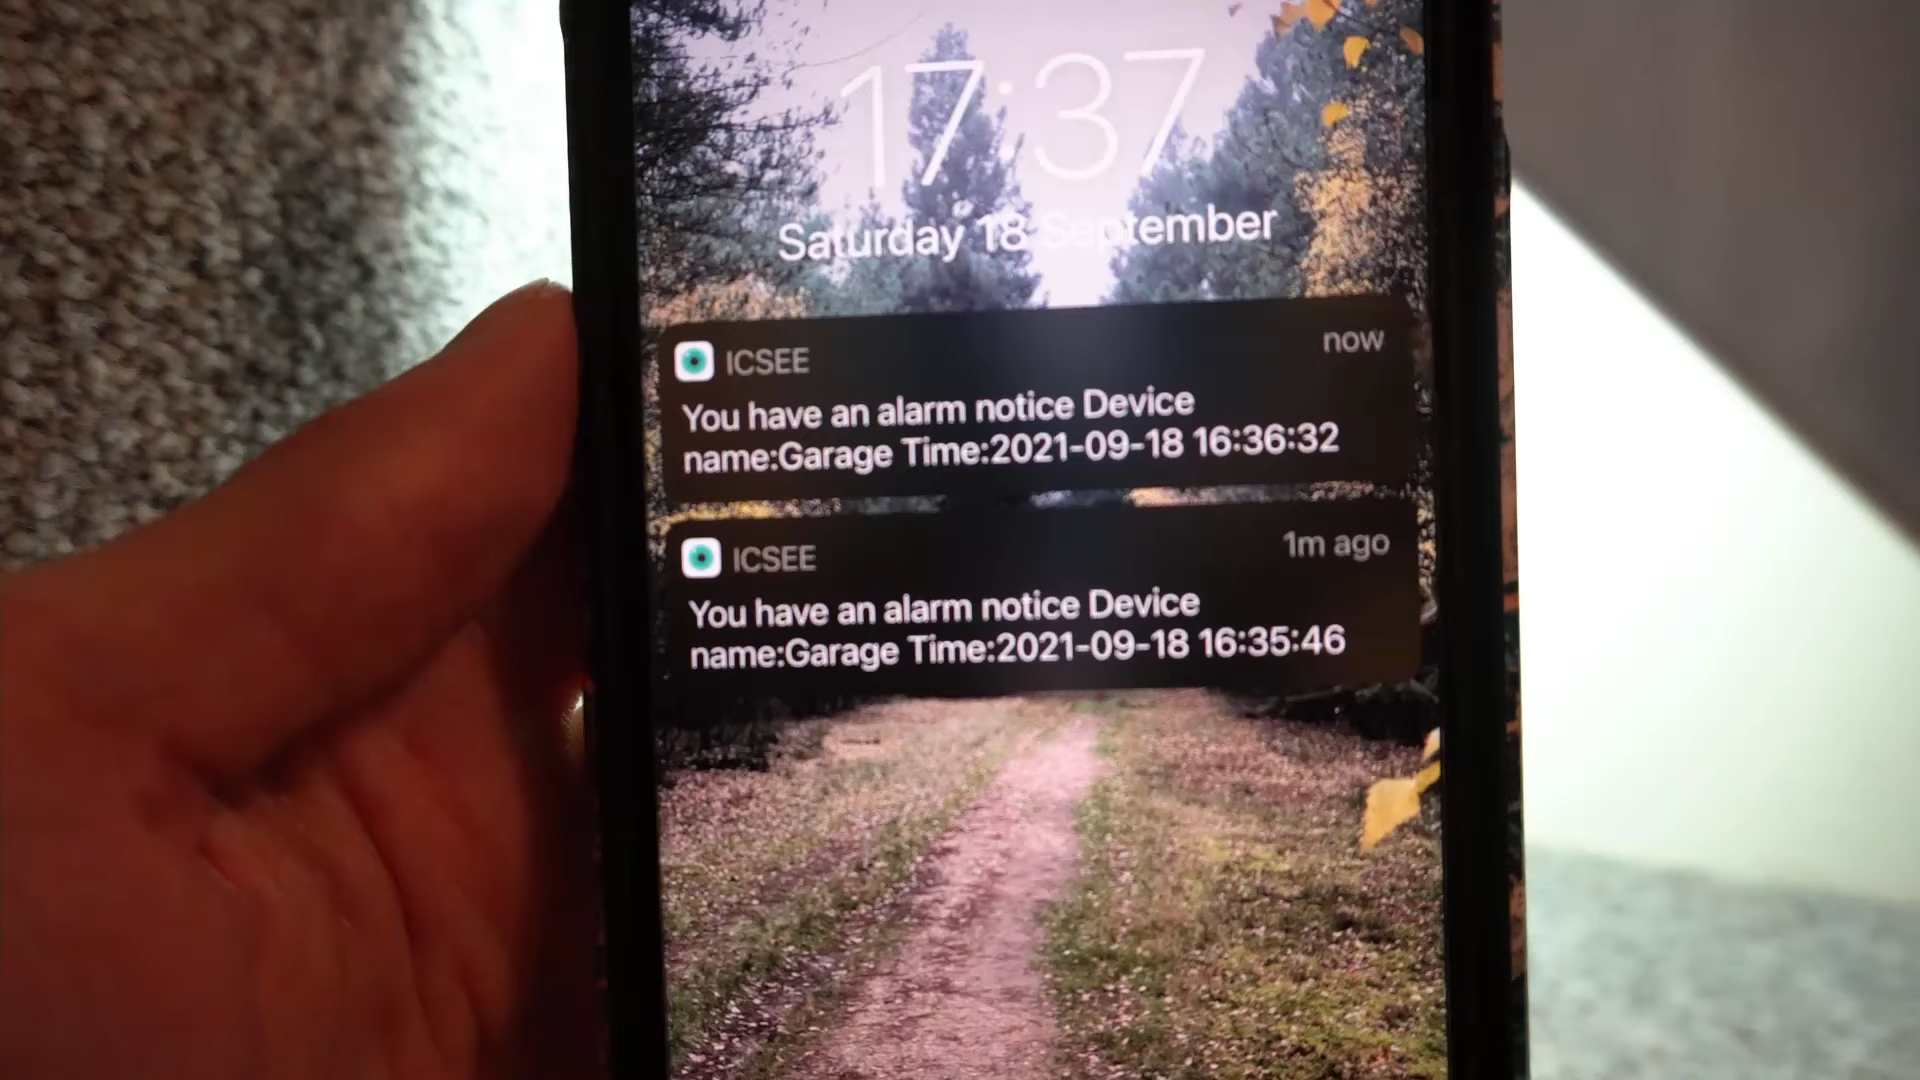 17:37
Saturday 18 September
ICSEE
now
You have an alarm notice Device
name:Garage Time:2021-09-18 16:36:32
ICSEE
1m ago
You have an alarm notice Device
name:Garage Time:2021-09-18 16:35:46